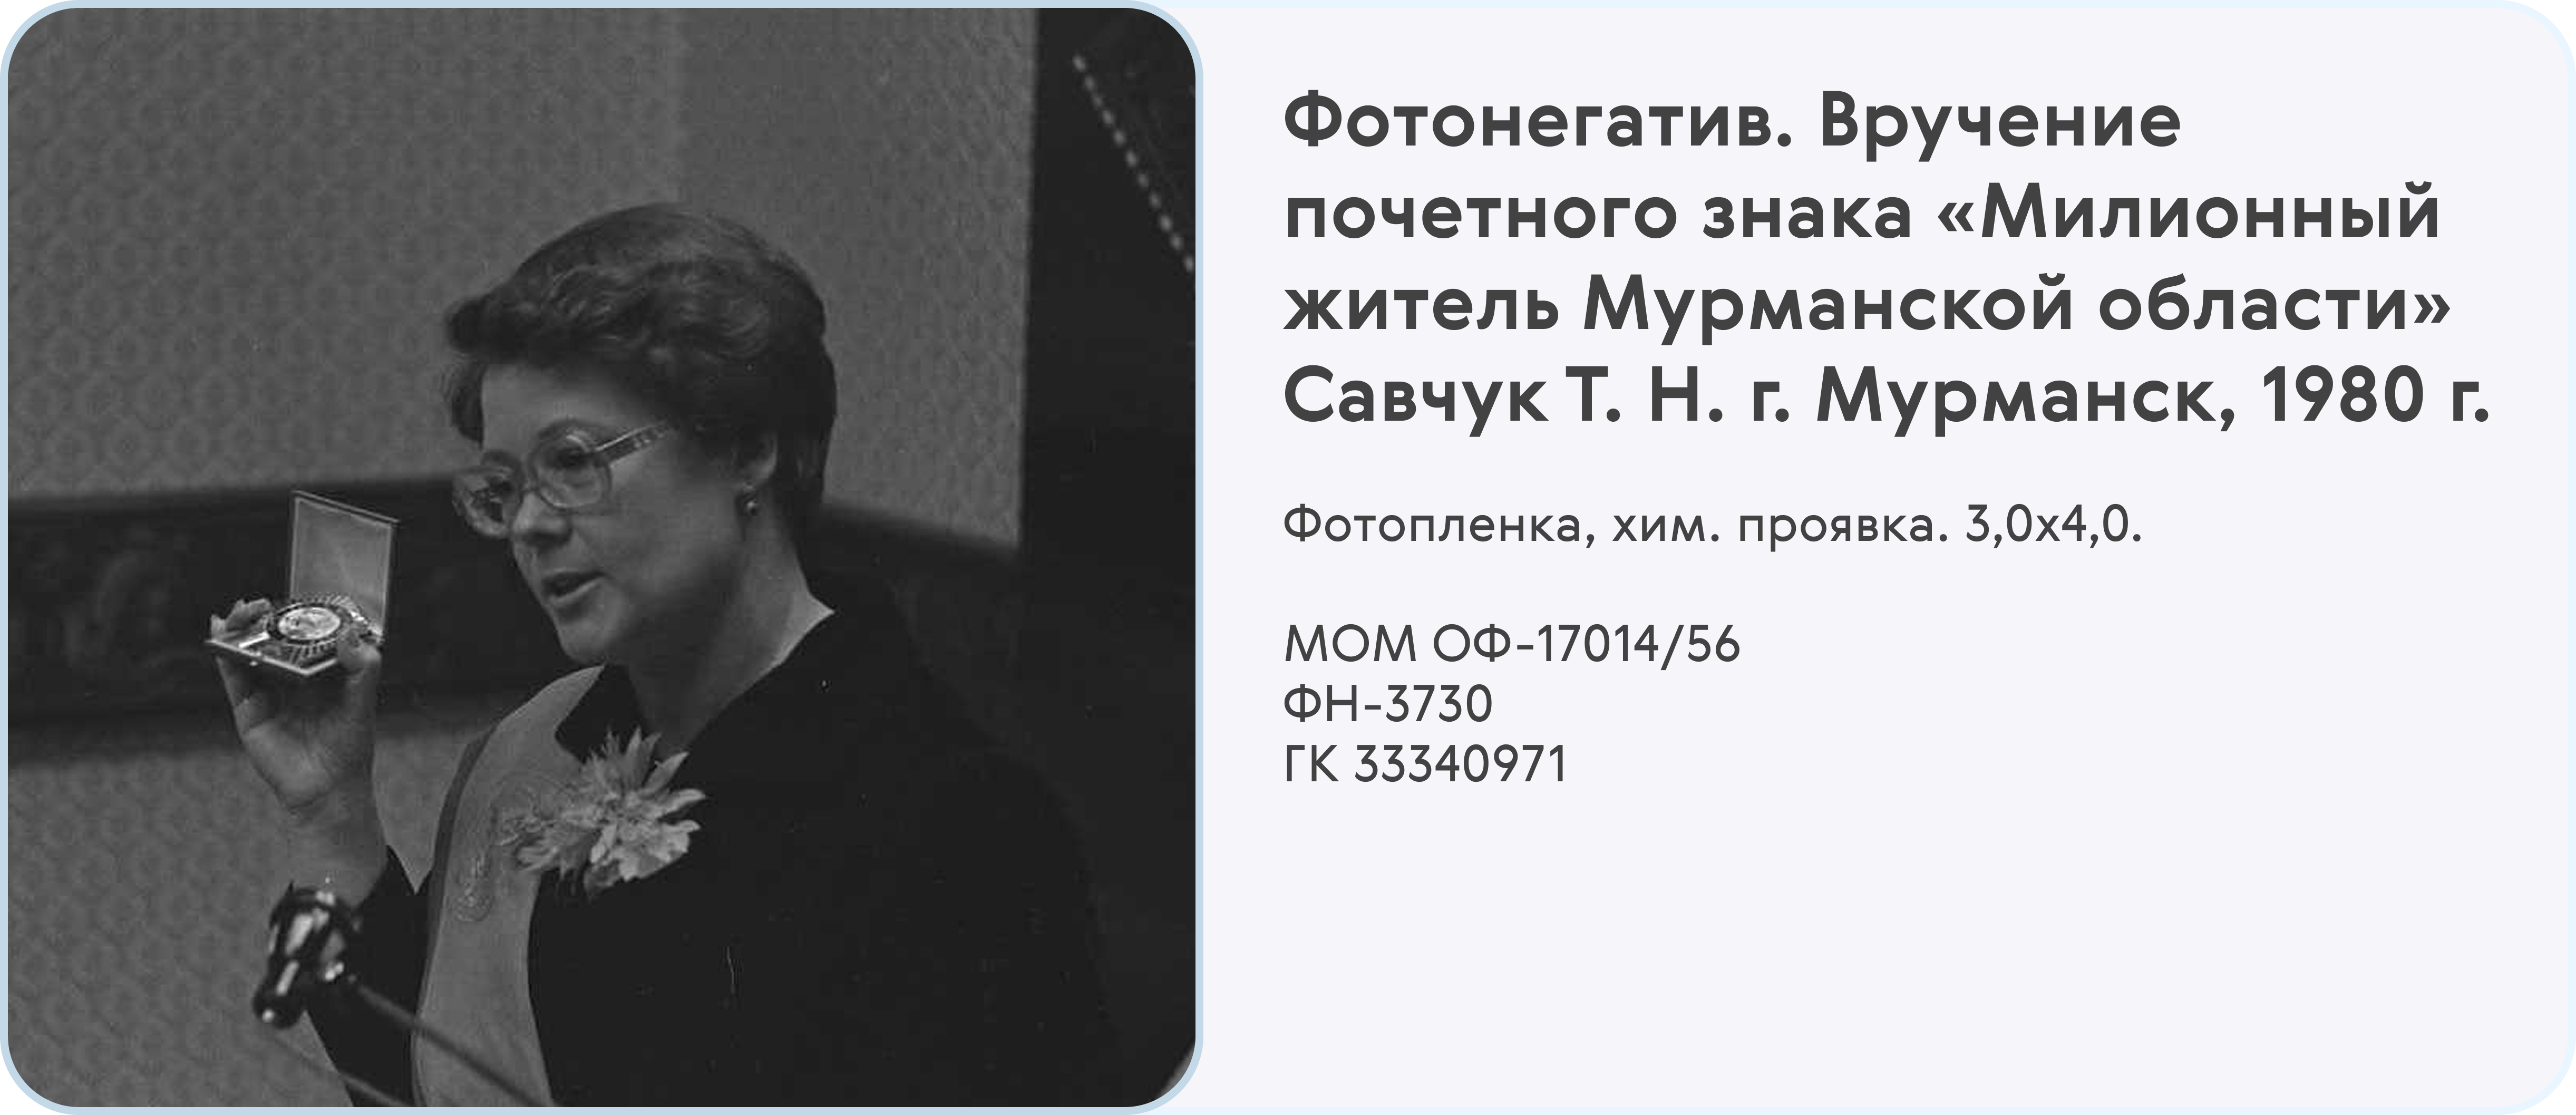 Фотонегатив. Вручение
почетного знака «Милионный
житель Мурманской области»
Савчук Т. Н. г. Мурманск, 1980 г.
Фотопленка, хим. проявка. 3,0х4,0.
МОМ ОФ-17014/56
ФН-3730
ГК 33340971